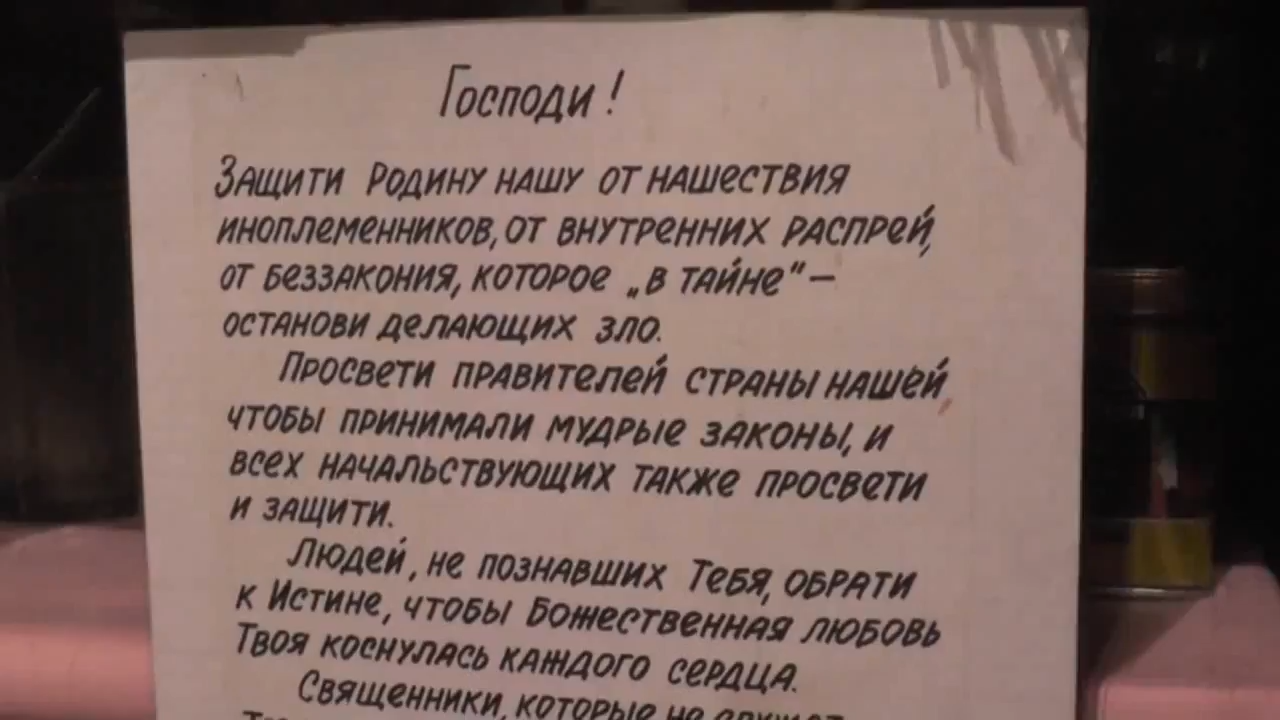 Господи!
Защити Родину нашу от нашествия
иноплеменников, от внутренних распрей,
от беззакония, которое „в тайне" –
останови делающих зло.
Просвети правителей страны нашей,
чтобы принимали мудрые законы, и
всех начальствующих также просвети
и защити.
Людей, не познавших Тебя, обрати
к Истине, чтобы Божественная любовь
Твоя коснулась каждого сердца.
Священники, которые не